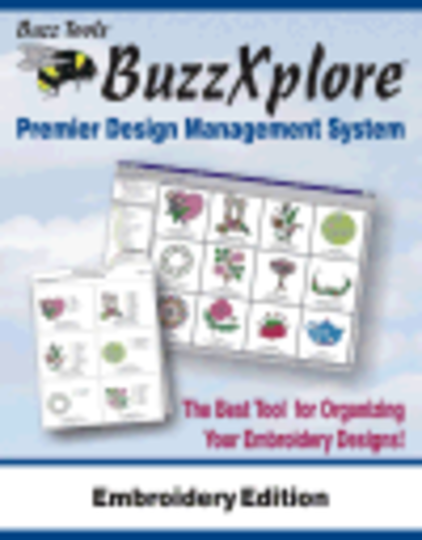 Buzz Tools
BuzzXplore
Premier Design Management System
The Best Tool for Organizing
Your Embroidery Designs!
Embroidery Edition